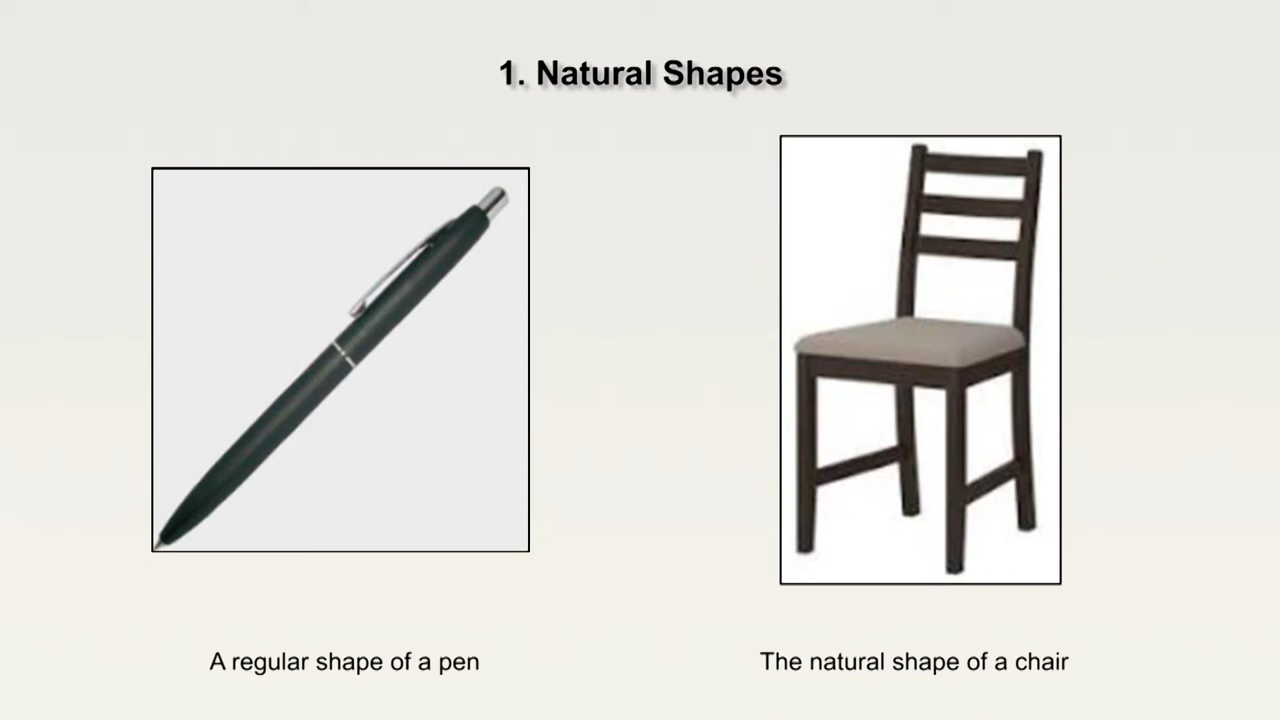 1. Natural Shapes
A regular shape of a pen
The natural shape of a chair